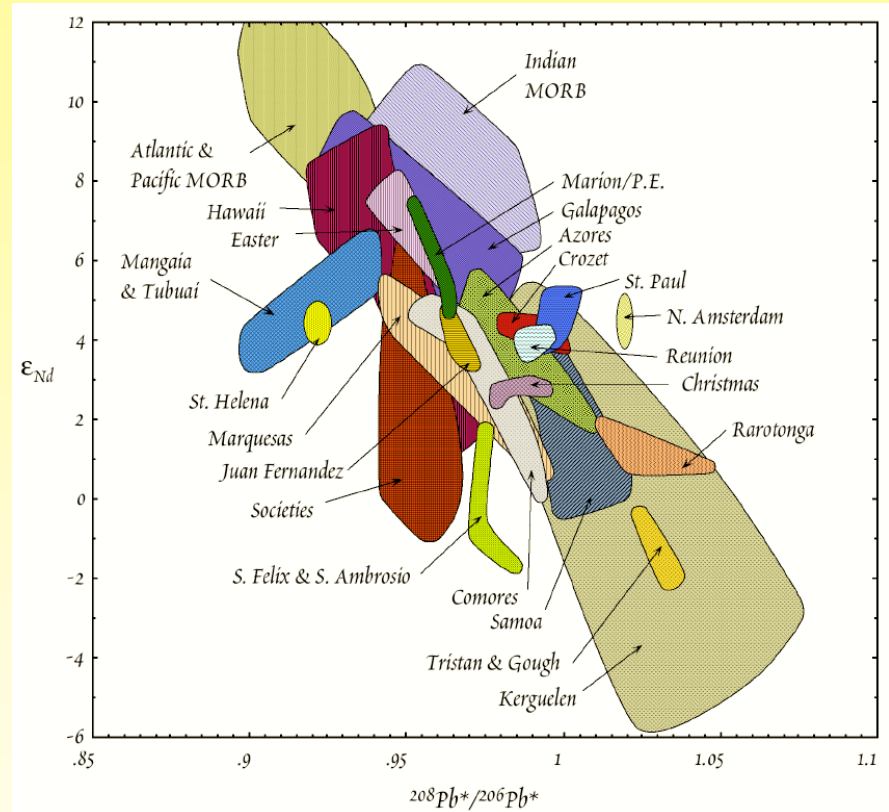 12
10
8
6
4
2
0
-2
-4
-6
εNd
.85
.9
.95
1
1.05
1.1
²⁰⁸Pb*/²⁰⁶Pb*
Indian
MORB
Atlantic &
Pacific MORB
Marion/P.E.
Hawaii
Galapagos
Easter
Azores
Crozet
Mangaia
& Tubuai
St. Paul
N. Amsterdam
Reunion
St. Helena
Christmas
Marquesas
Rarotonga
Juan Fernandez
Societies
S. Felix & S. Ambrosio
Comores
Samoa
Tristan & Gough
Kerguelen